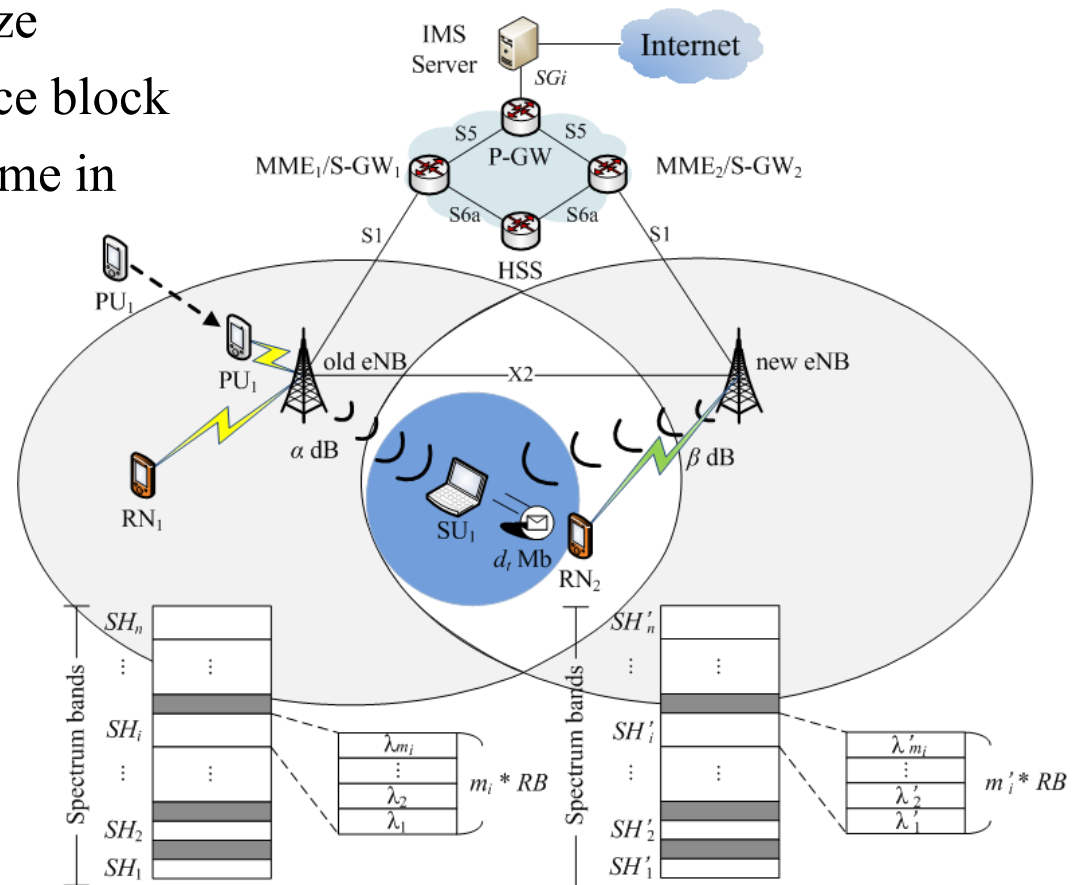 ze
ce block
me in
IMS
Server
Internet
SGi
S5
S5
P-GW
MME₁/S-GW₁
MME₂/S-GW₂
S6a
S6a
S1
S1
HSS
PU₁
PU₁
old eNB
X2
new eNB
α dB
β dB
RN₁
SU₁
dₜ Mb
RN₂
Spectrum bands
SHₙ
⋮
⋮
SHᵢ
⋮
⋮
SH₂
SH₁
λmᵢ
⋮
λ₂
λ₁
mᵢ * RB
Spectrum bands
SH'ₙ
⋮
⋮
SH'ᵢ
⋮
⋮
SH'₂
SH'₁
λ'mᵢ
⋮
λ'₂
λ'₁
m'ᵢ * RB